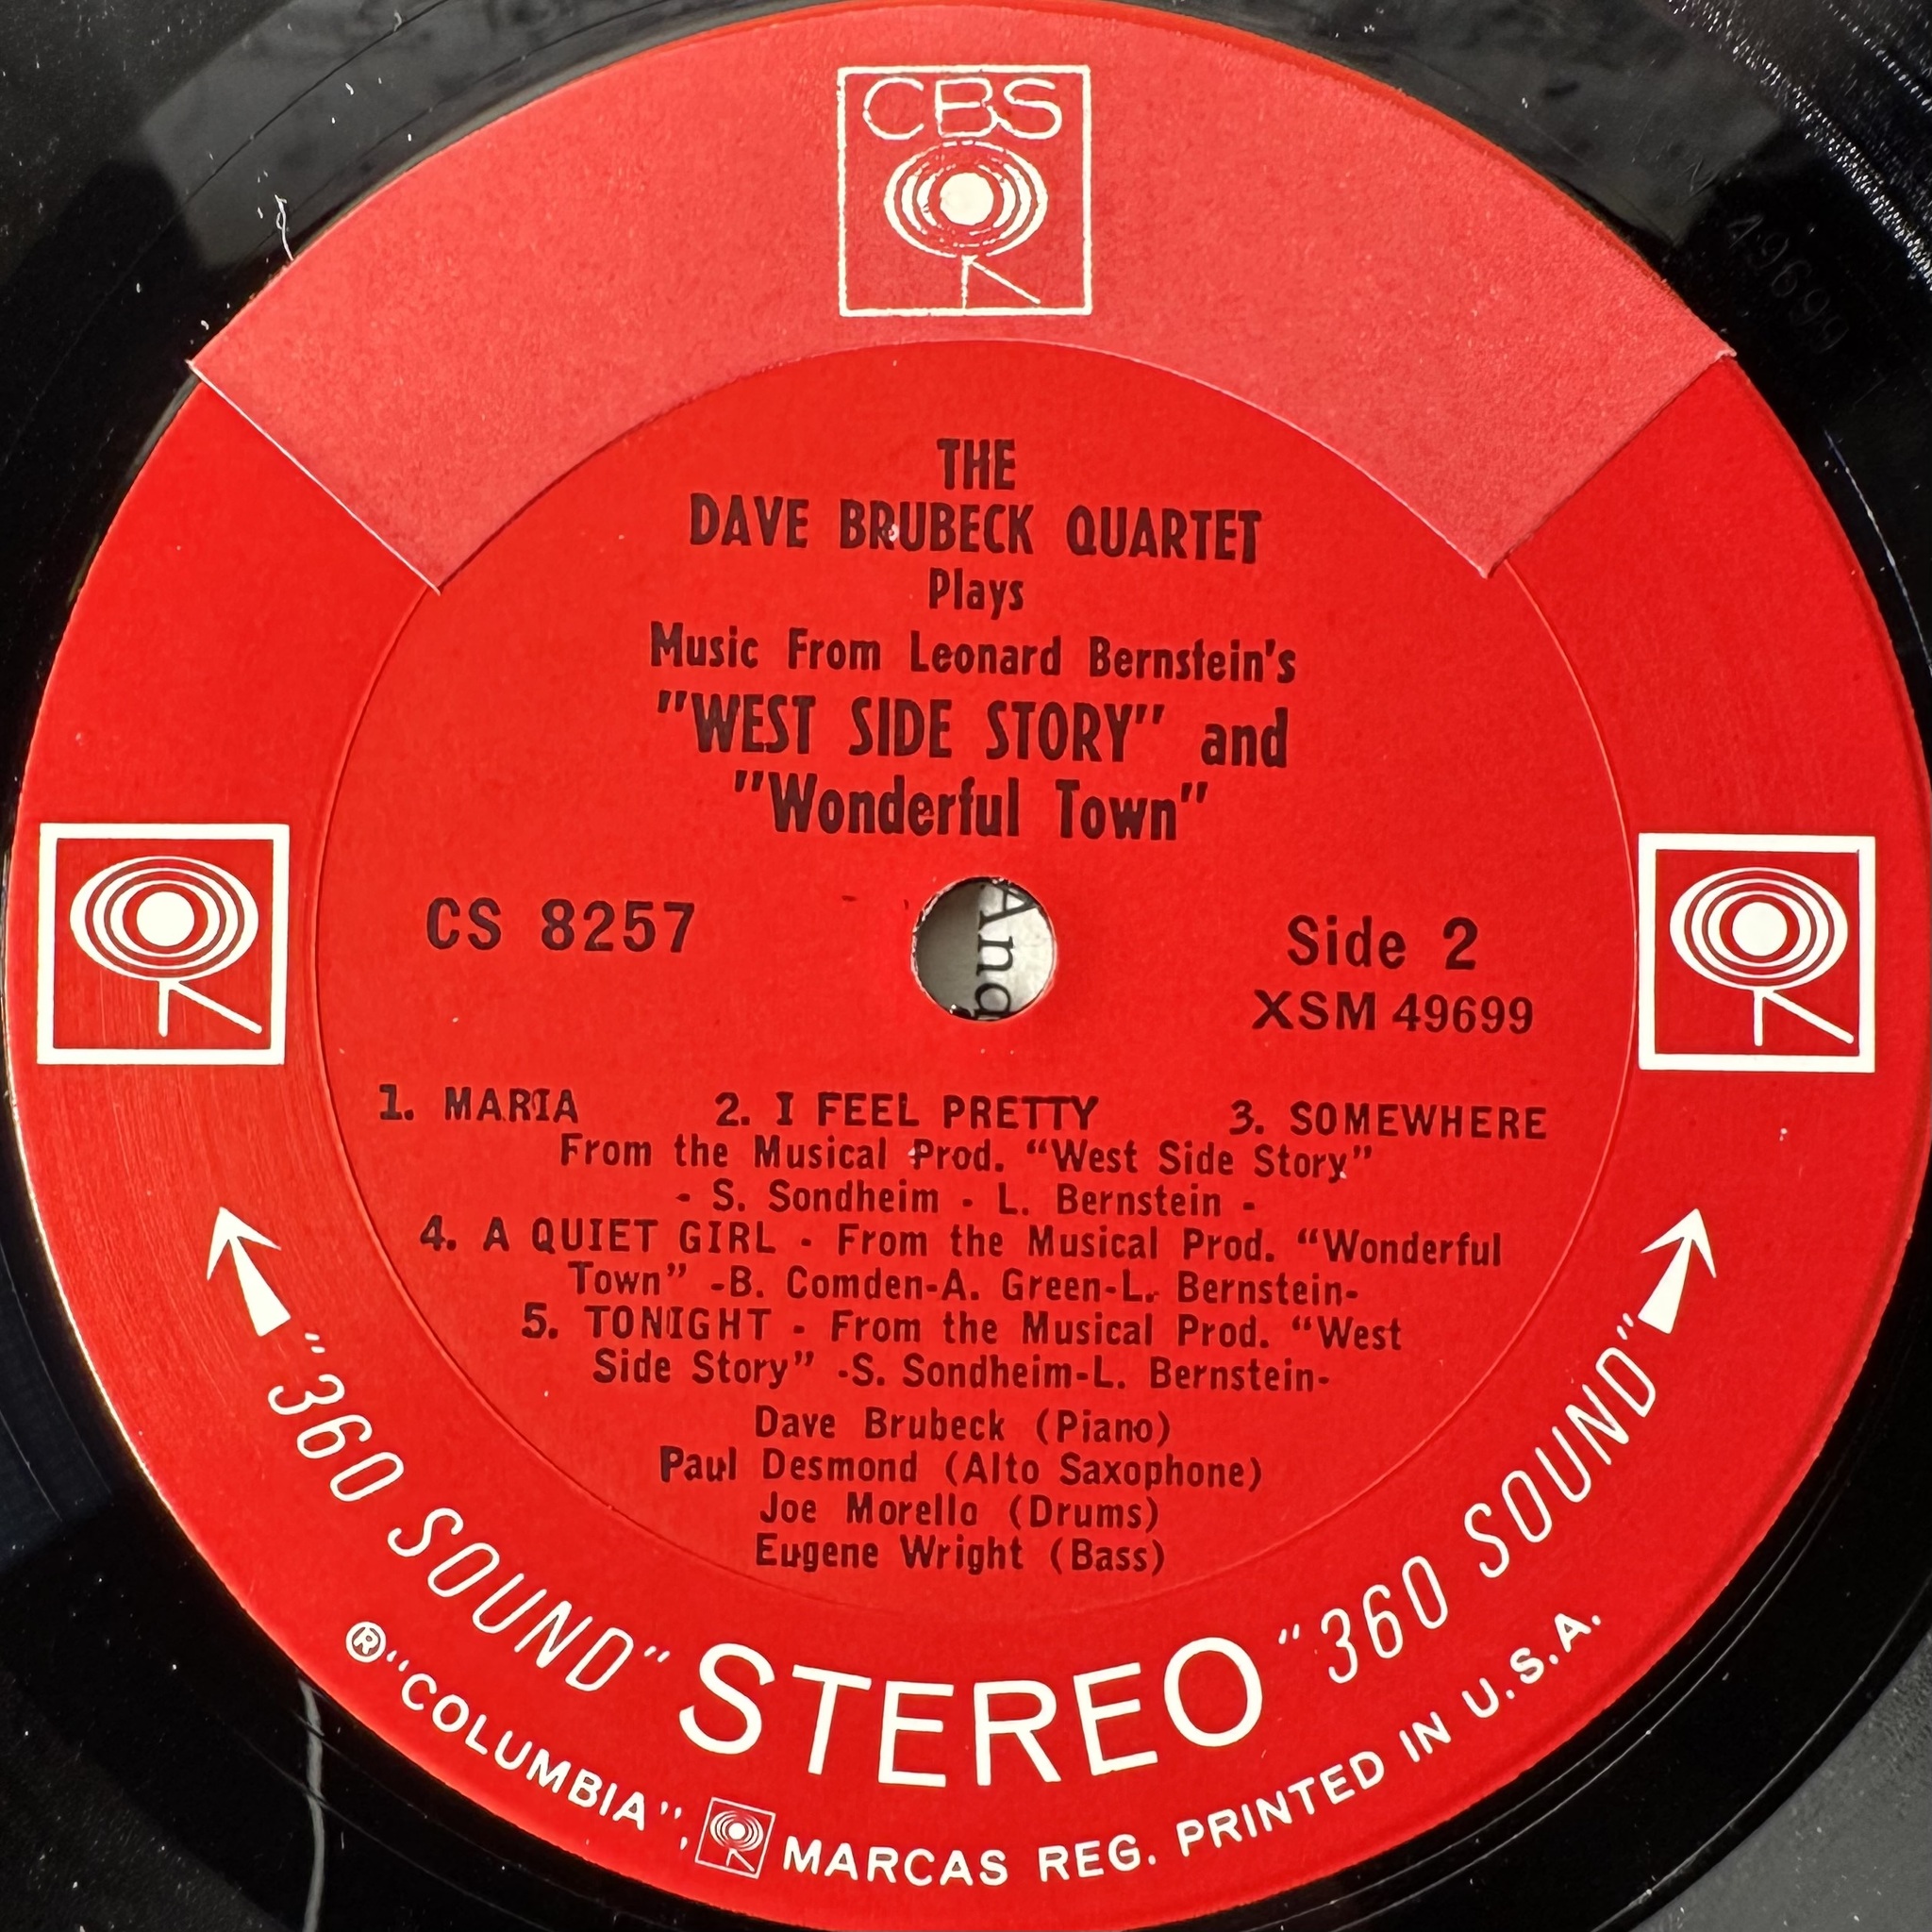 CBS
THE
DAVE BRUBECK QUARTET
Plays
Music From Leonard Bernstein's
"WEST SIDE STORY" and
"Wonderful Town"
CS 8257
And
Side 2
XSM 49699
49699
1. MARIA 2. I FEEL PRETTY 3. SOMEWHERE
From the Musical Prod. “West Side Story”
- S. Sondheim - L. Bernstein -
4. A QUIET GIRL - From the Musical Prod. “Wonderful
Town” -B. Comden-A. Green-L. Bernstein-
5. TONIGHT - From the Musical Prod. “West
Side Story” -S. Sondheim-L. Bernstein-
Dave Brubeck (Piano)
Paul Desmond (Alto Saxophone)
Joe Morello (Drums)
Eugene Wright (Bass)
"360 SOUND" STEREO "360 SOUND"
® "COLUMBIA", MARCAS REG. PRINTED IN U.S.A.